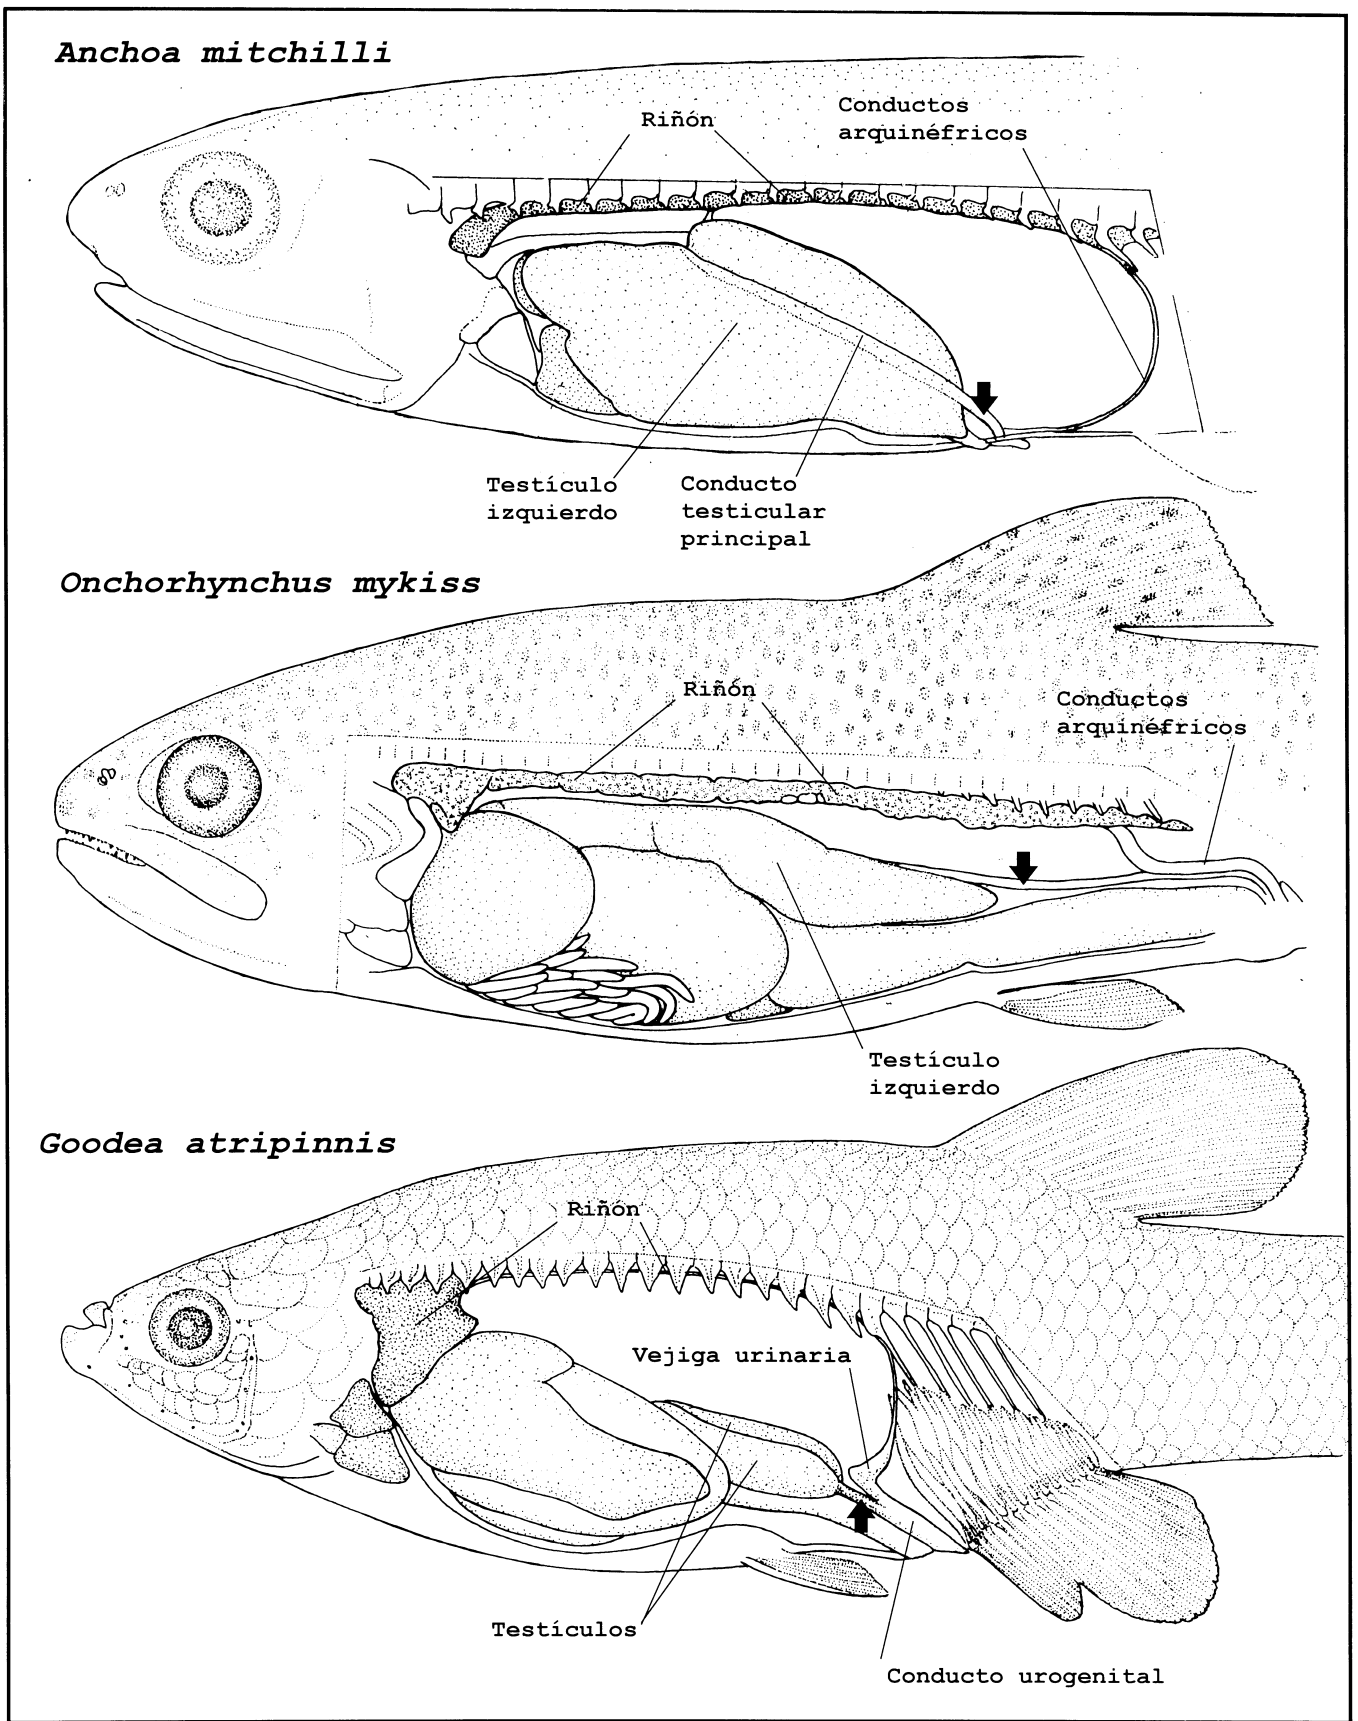 Anchoa mitchilli
Conductos
arquinéfricos
Riñón
Testículo
izquierdo
Conducto
testicular
principal
Onchorhynchus mykiss
Riñón
Conductos
arquinéfricos
Testículo
izquierdo
Goodea atripinnis
Riñón
Vejiga urinaria
Testículos
Conducto urogenital